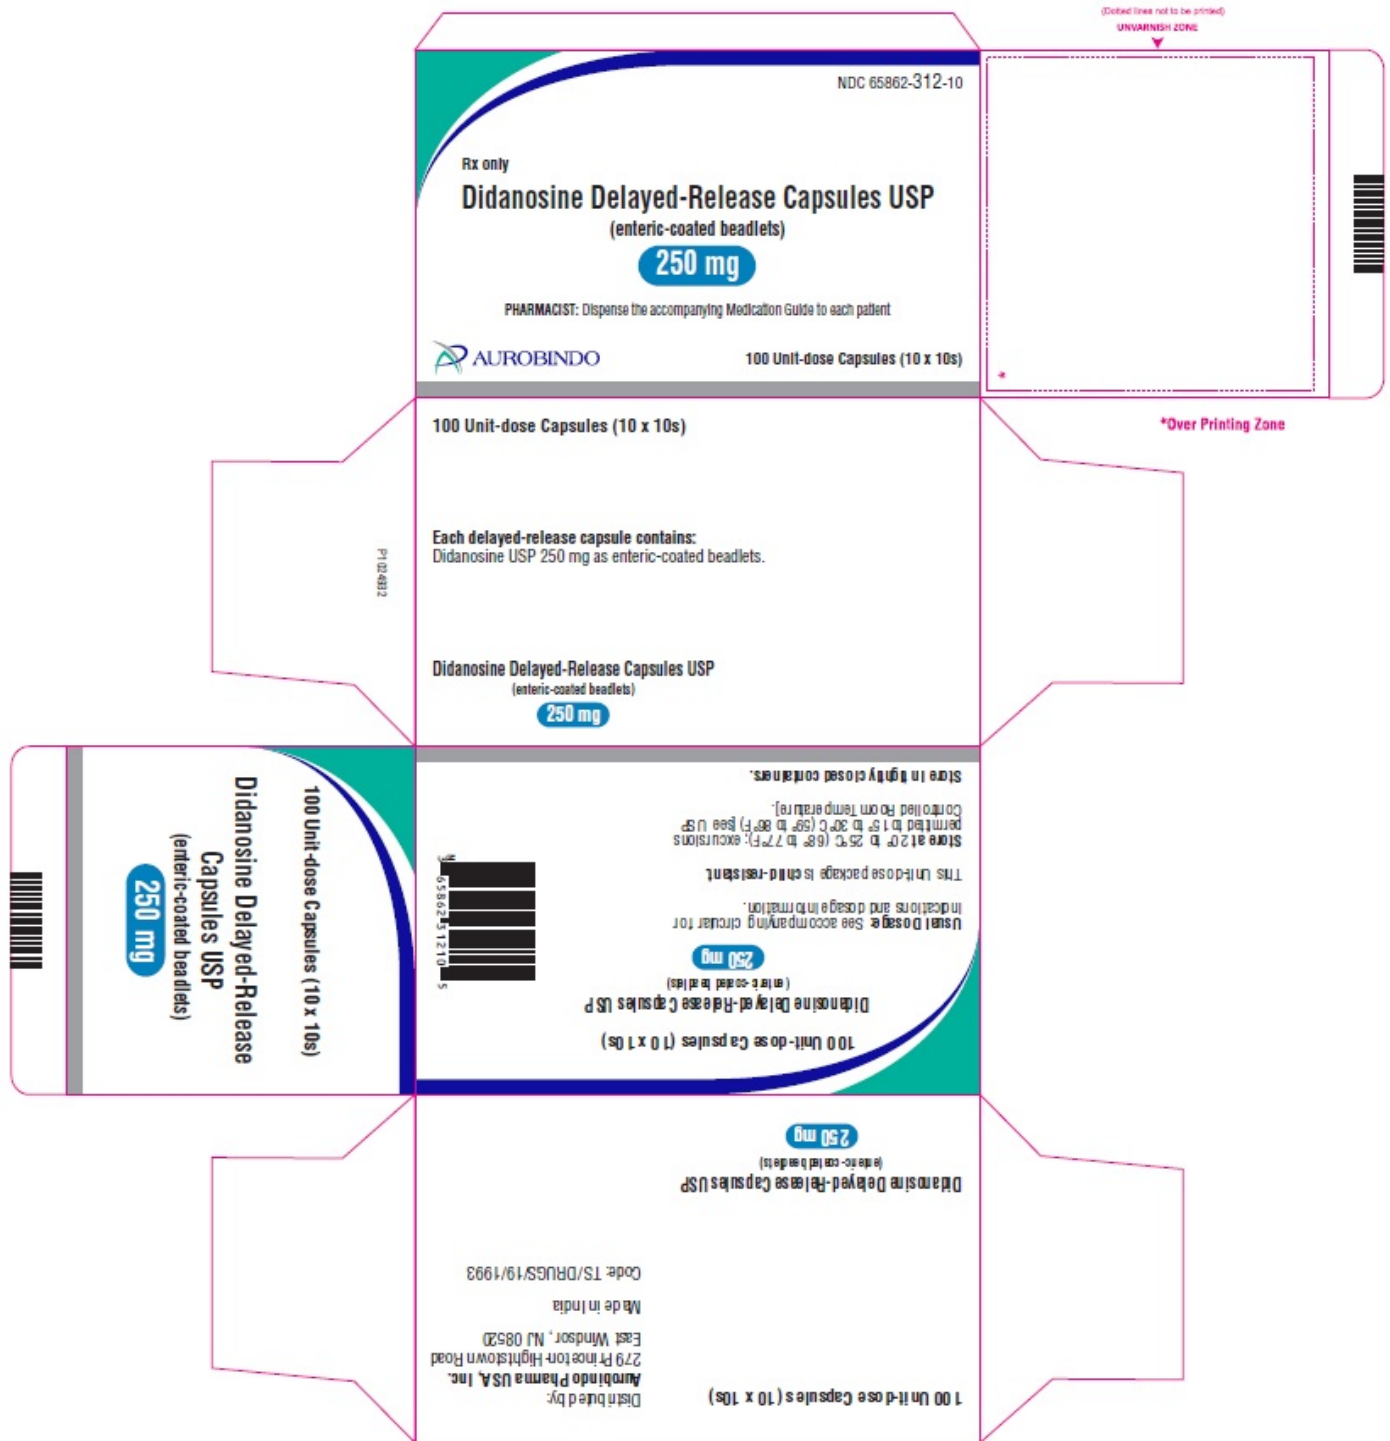 (Dotted lines not to be printed)
UNVARNISH ZONE
NDC 65862-312-10
Rx only
Didanosine Delayed-Release Capsules USP
(enteric-coated beadlets)
250 mg
PHARMACIST: Dispense the accompanying Medication Guide to each patient
AUROBINDO
100 Unit-dose Capsules (10 x 10s)
*
*Over Printing Zone
100 Unit-dose Capsules (10 x 10s)
Each delayed-release capsule contains:
Didanosine USP 250 mg as enteric-coated beadlets.
P1024932
Didanosine Delayed-Release Capsules USP
(enteric-coated beadlets)
250 mg
100 Unit-dose Capsules (10 x 10s)
Didanosine Delayed-Release
Capsules USP
(enteric-coated beadlets)
250 mg
100 Unit-dose Capsules (10 x 10s)
Didanosine Delayed-Release Capsules USP
(enteric-coated beadlets)
250 mg
Usual Dosage: See accompanying circular for
indications and dosage information.
This unit-dose package is child-resistant.
Store at 20° to 25°C (68° to 77°F); excursions
permitted to 15° to 30°C (59° to 86°F) [see USP
Controlled Room Temperature].
Store in tightly closed containers.
N
3 65862 31210 5
100 Unit-dose Capsules (10 x 10s)
Distributed by:
Aurobindo Pharma USA, Inc.
279 Princeton-Hightstown Road
East Windsor, NJ 08520
Made in India
Code: TS/DRUGS/19/1993
Didanosine Delayed-Release Capsules USP
(enteric-coated beadlets)
250 mg